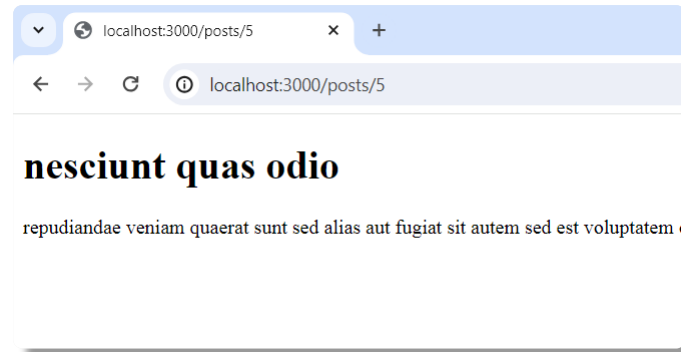 localhost:3000/posts/5
localhost:3000/posts/5
nesciunt quas odio
repudiandae veniam quaerat sunt sed alias aut fugiat sit autem sed est voluptatem